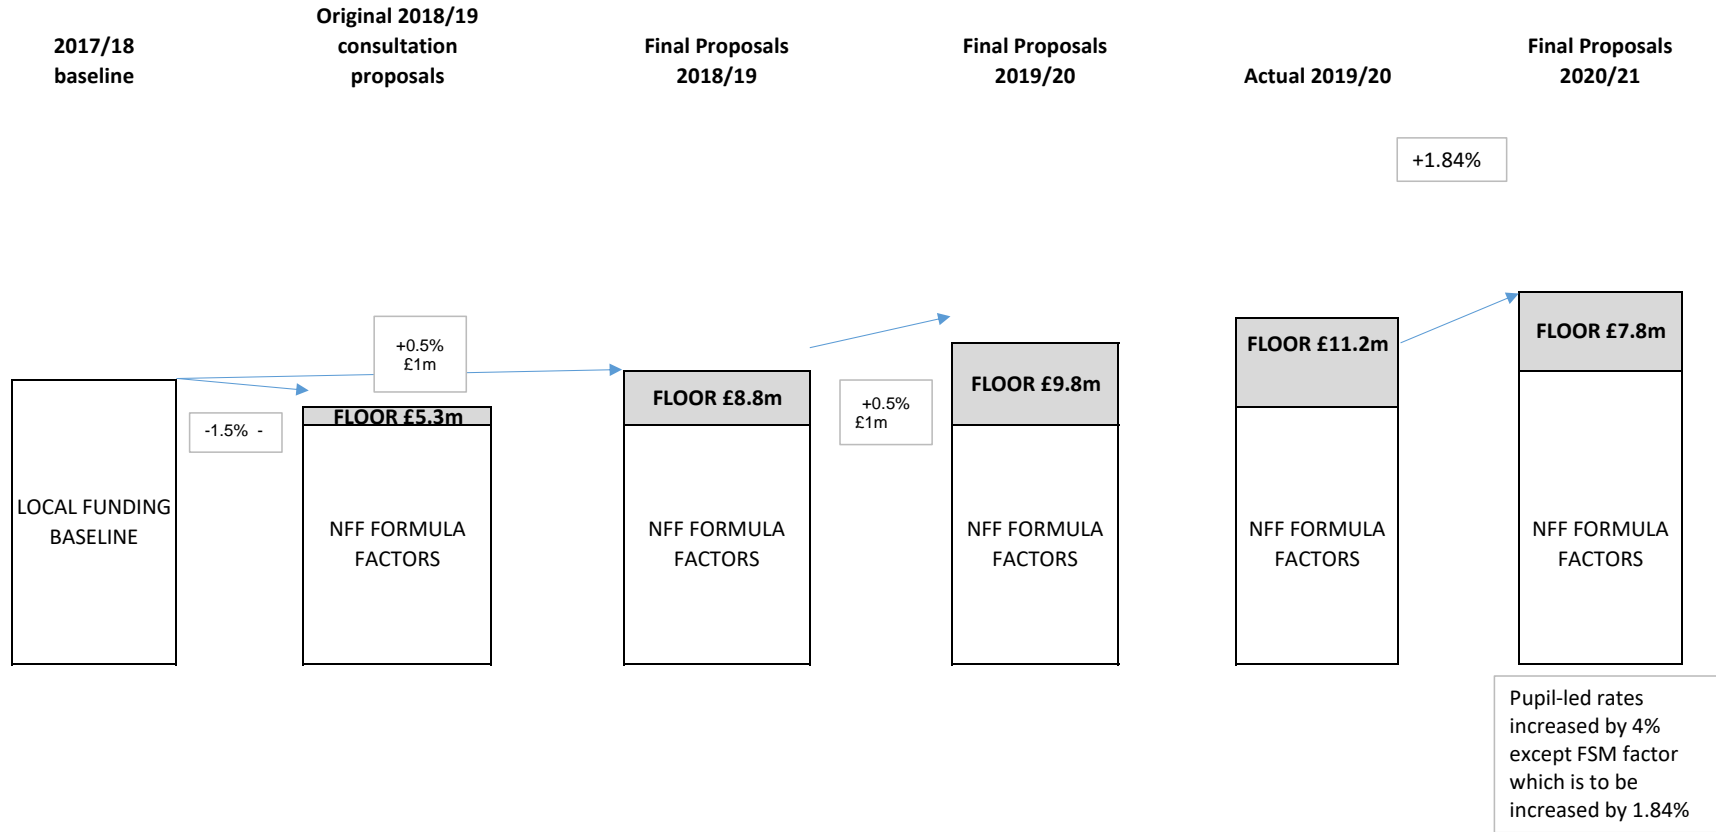 2017/18
baseline
Original 2018/19
consultation
proposals
Final Proposals
2018/19
Final Proposals
2019/20
Actual 2019/20
Final Proposals
2020/21
+1.84%
+0.5%
£1m
-1.5%  -
+0.5%
£1m
LOCAL FUNDING
BASELINE
FLOOR £5.3m
NFF FORMULA
FACTORS
FLOOR £8.8m
NFF FORMULA
FACTORS
FLOOR £9.8m
NFF FORMULA
FACTORS
FLOOR £11.2m
NFF FORMULA
FACTORS
FLOOR £7.8m
NFF FORMULA
FACTORS
Pupil-led rates
increased by 4%
except FSM factor
which is to be
increased by 1.84%